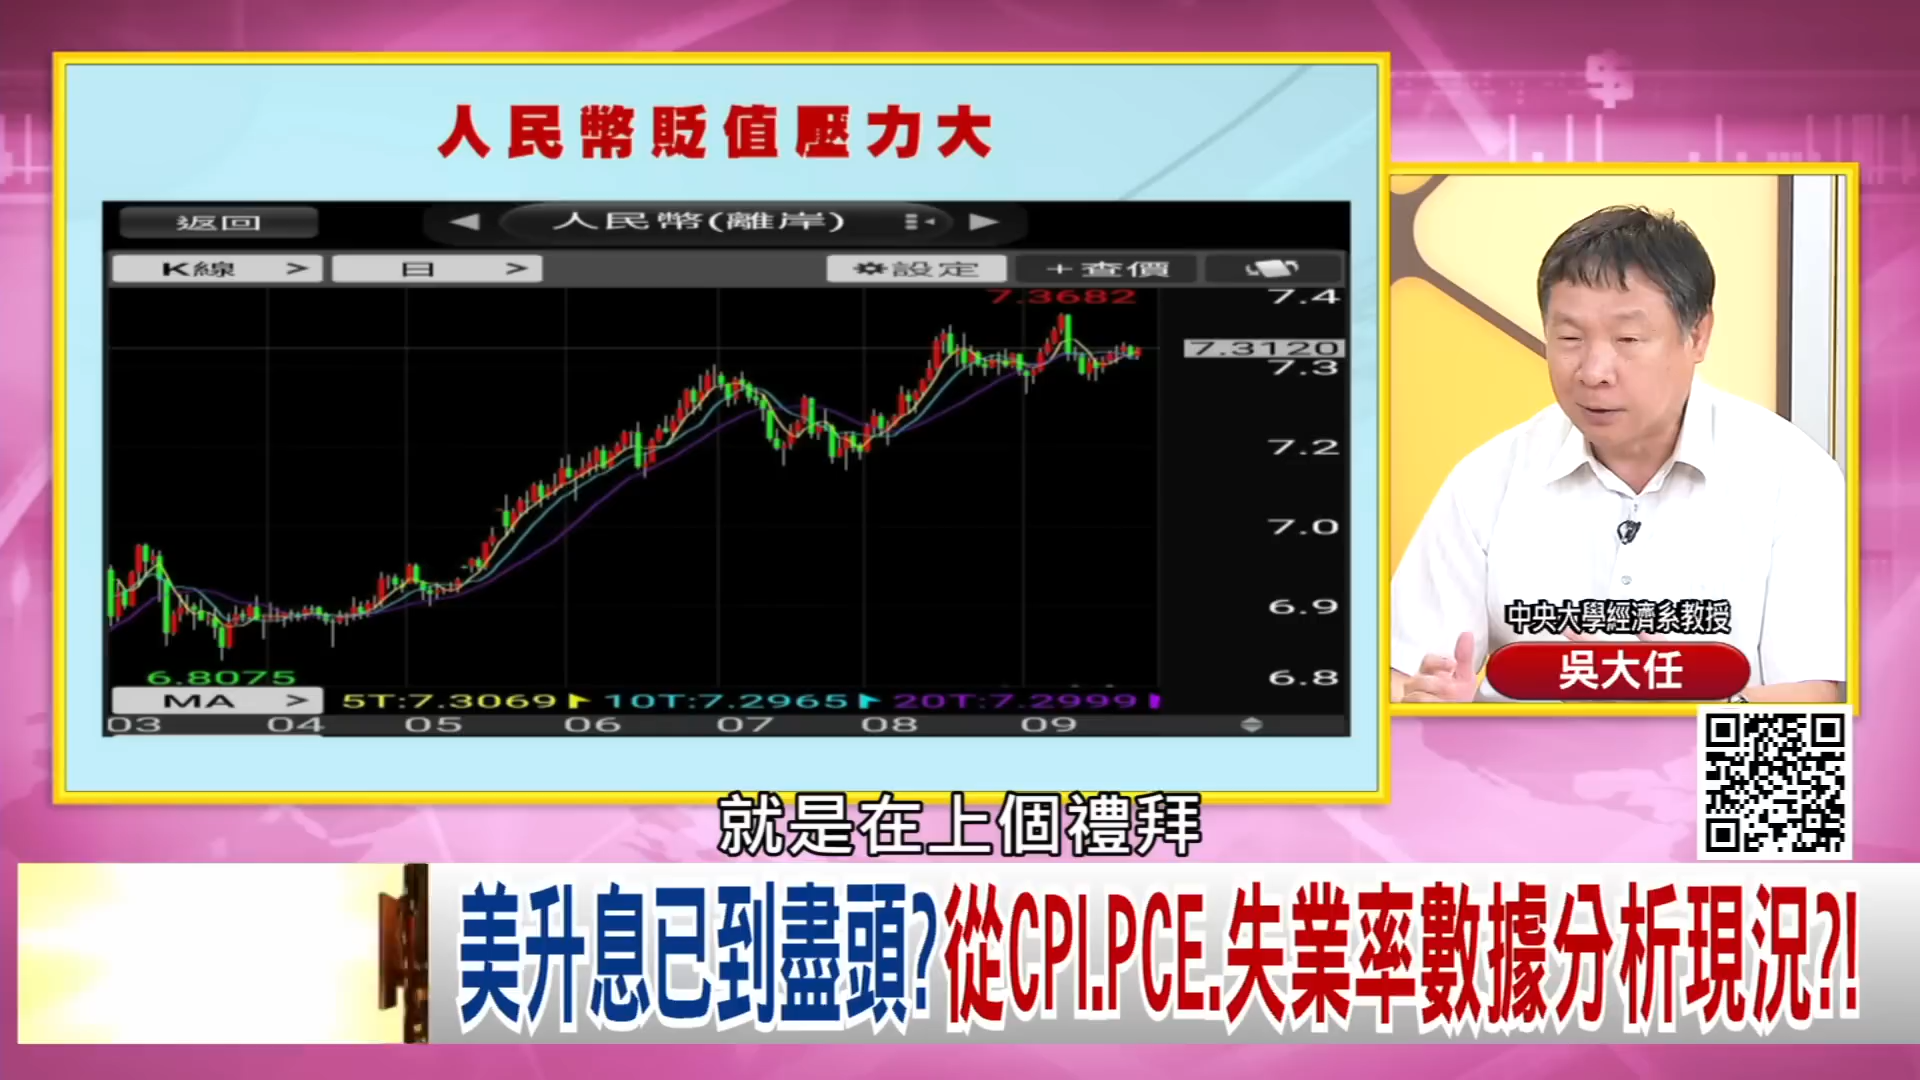 人民幣貶值壓力大
返回
人民幣(離岸)
K線 >
日 >
設定
+查價
7.3682
7.4
7.3120
7.3
7.2
7.0
6.9
6.8
6.8075
MA >
5T:7.3069
10T:7.2965
20T:7.2999
03 04 05 06 07 08 09
中央大學經濟系教授
吳大任
就是在上個禮拜
美升息已到盡頭?從CPI.PCE.失業率數據分析現況?!